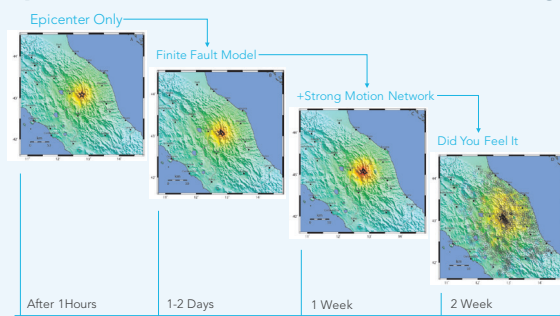 Epicenter Only
Finite Fault Model
+Strong Motion Network
Did You Feel It
After 1Hours
1-2 Days
1 Week
2 Week